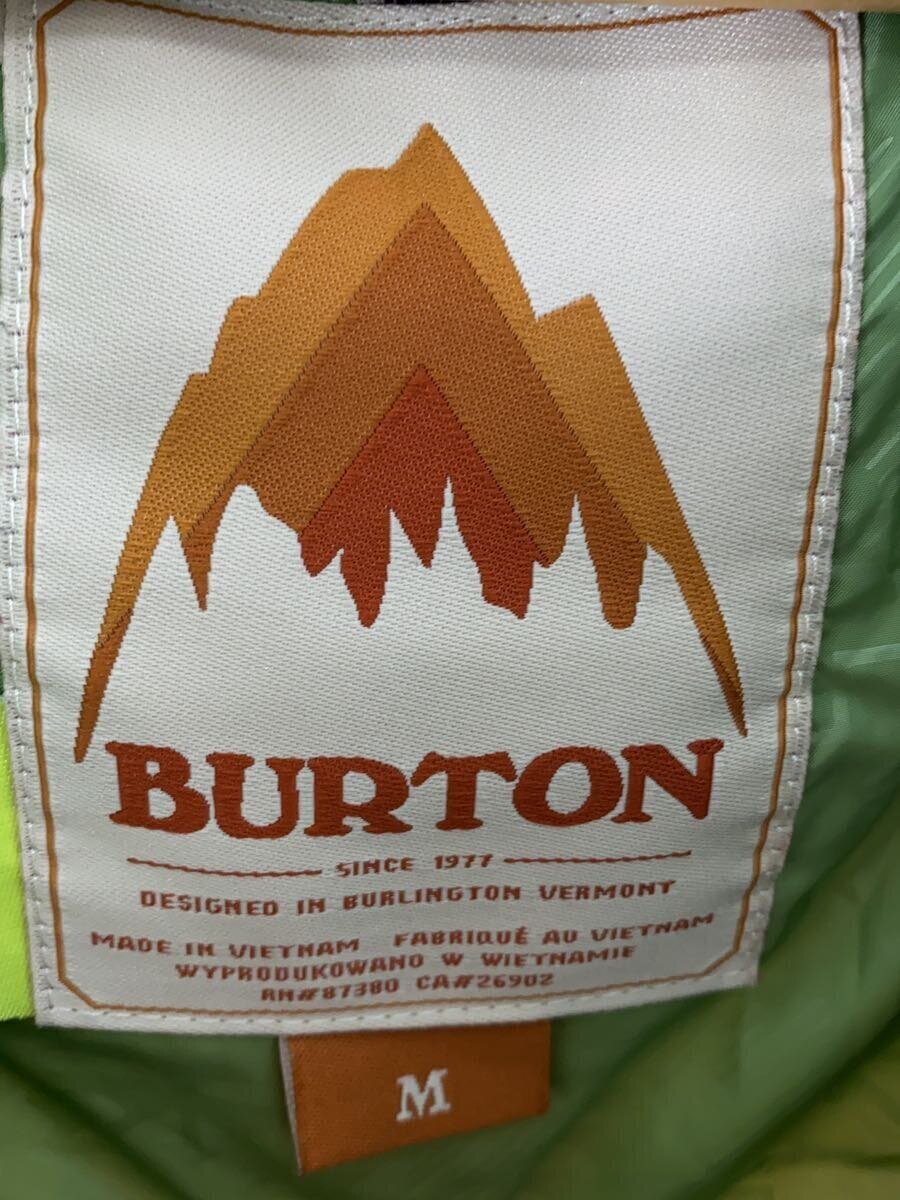 BURTON
SINCE 1977
DESIGNED IN BURLINGTON VERMONT
MADE IN VIETNAM FABRIQUÉ AU VIETNAM
WYPRODUKOWANO W WIETNAMIE
RN#87380 CA#26902
M